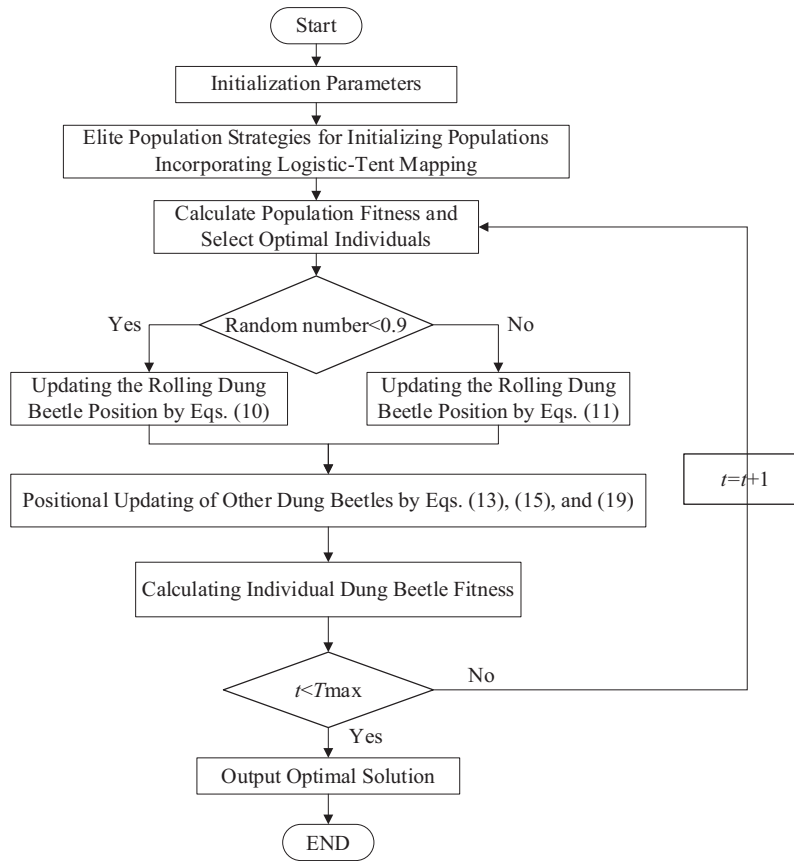 Start
Initialization Parameters
Elite Population Strategies for Initializing Populations
Incorporating Logistic-Tent Mapping
Calculate Population Fitness and
Select Optimal Individuals
Random number<0.9
Yes
No
Updating the Rolling Dung
Beetle Position by Eqs. (10)
Updating the Rolling Dung
Beetle Position by Eqs. (11)
t=t+1
Positional Updating of Other Dung Beetles by Eqs. (13), (15), and (19)
Calculating Individual Dung Beetle Fitness
t<Tmax
No
Yes
Output Optimal Solution
END